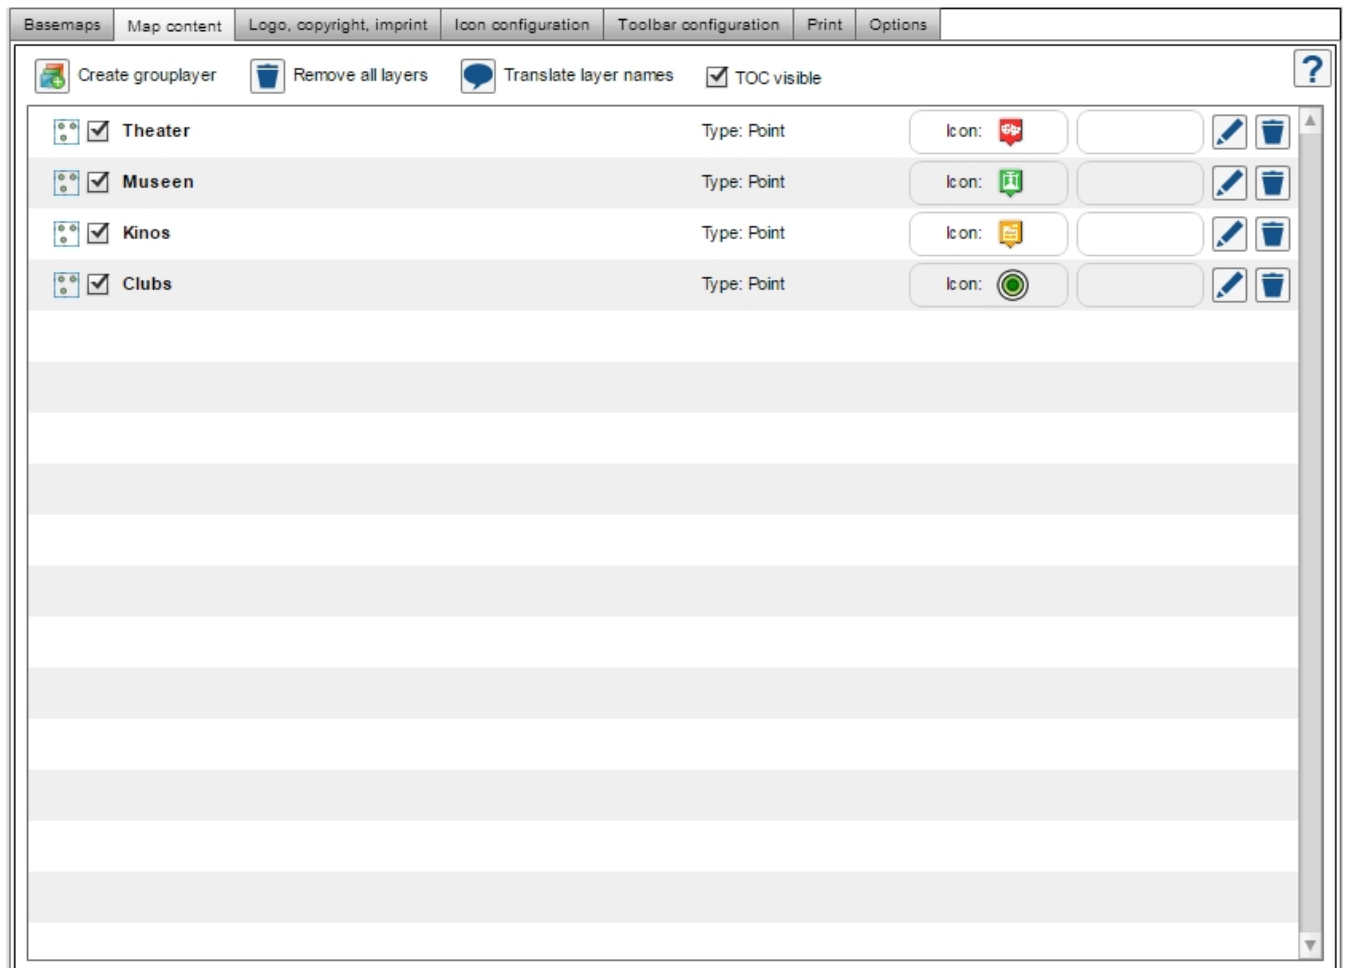 Basemaps Map content Logo, copyright, imprint Icon configuration Toolbar configuration Print Options
Create grouplayer Remove all layers Translate layer names TOC visible ?
Theater Type: Point Icon:
Museen Type: Point Icon:
Kinos Type: Point Icon:
Clubs Type: Point Icon: